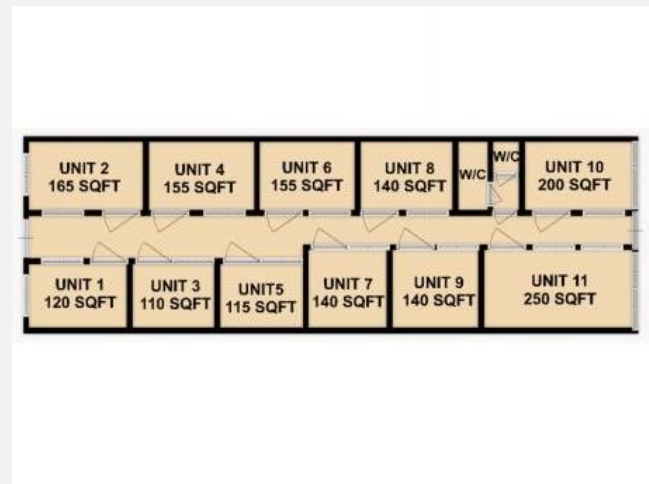 UNIT 2
165 SQFT
UNIT 4
155 SQFT
UNIT 6
155 SQFT
UNIT 8
140 SQFT
W/C
W/C
UNIT 10
200 SQFT
UNIT 1
120 SQFT
UNIT 3
110 SQFT
UNIT5
115 SQFT
UNIT 7
140 SQFT
UNIT 9
140 SQFT
UNIT 11
250 SQFT